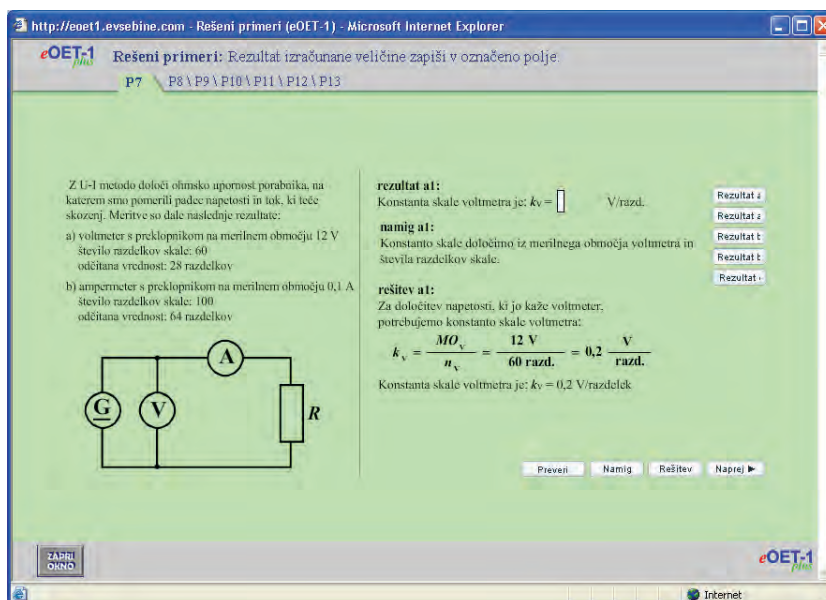 http://eoet1.evsebine.com - Rešeni primeri (eOET-1) - Microsoft Internet Explorer
eOET-1 plus
Rešeni primeri: Rezultat izračunane veličine zapiši v označeno polje.
P7 \ P8 \ P9 \ P10 \ P11 \ P12 \ P13
Z U-I metodo določi ohmsko upornost porabnika, na
katerem smo pomerili padec napetosti in tok, ki teče
skozenj. Meritve so dale naslednje rezultate:
a) voltmeter s preklopnikom na merilnem območju 12 V
število razdelkov skale: 60
odčitana vrednost: 28 razdelkov
b) ampermeter s preklopnikom na merilnem območju 0,1 A
število razdelkov skale: 100
odčitana vrednost: 64 razdelkov
A
G
V
R
rezultat a1:
Konstanta skale voltmetra je: kV = V/razd.
namig a1:
Konstanto skale določimo iz merilnega območja voltmetra in
števila razdelkov skale.
rešitev a1:
Za določitev napetosti, ki jo kaže voltmeter,
potrebujemo konstanto skale voltmetra:
kV = MOV / nV = 12 V / 60 razd. = 0,2 V / razd.
Konstanta skale voltmetra je: kV = 0,2 V/razdelek
Rezultat
Rezultat
Rezultat
Rezultat
Rezultat
Preveri
Namig
Rešitev
Naprej ►
ZAPRI
OKNO
eOET-1 plus
Internet